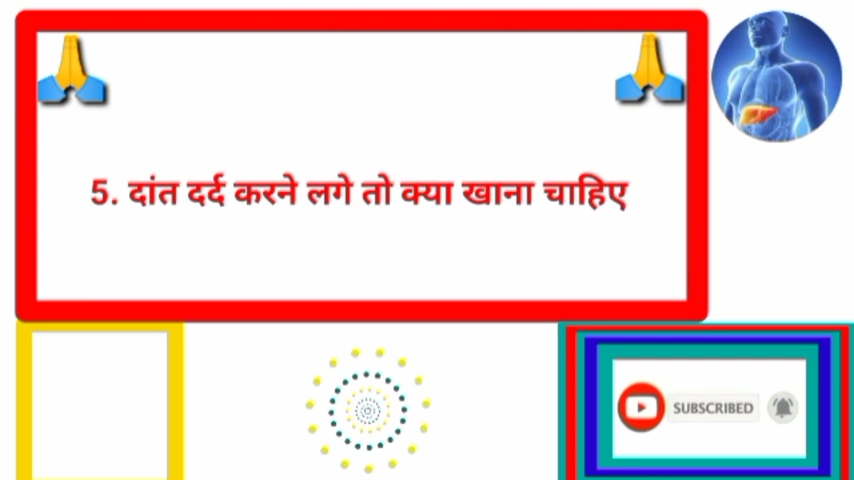 5. दांत दर्द करने लगे तो क्या खाना चाहिए
SUBSCRIBED